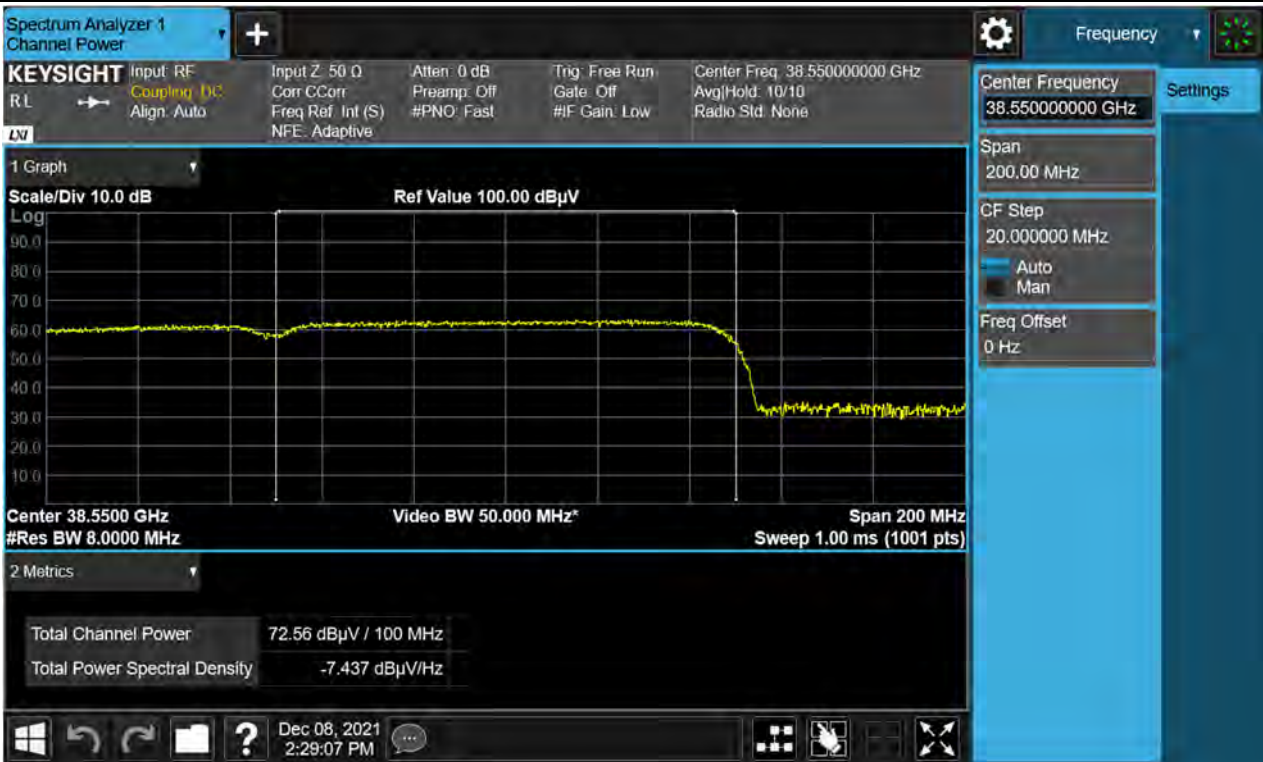 Spectrum Analyzer 1
Channel Power
+
Frequency
KEYSIGHT
R L
LXI
Input: RF
Coupling: DC
Align: Auto
Input Z: 50 Ω
Corr CCorr
Freq Ref: Int (S)
NFE: Adaptive
Atten: 0 dB
Preamp: Off
#PNO: Fast
Trig: Free Run
Gate: Off
#IF Gain: Low
Center Freq: 38.550000000 GHz
Avg|Hold: 10/10
Radio Std: None
Center Frequency
38.550000000 GHz
Settings
Span
200.00 MHz
CF Step
20.000000 MHz
Auto
Man
Freq Offset
0 Hz
1 Graph
Scale/Div 10.0 dB
Ref Value 100.00 dBµV
Log
90.0
80.0
70.0
60.0
50.0
40.0
30.0
20.0
10.0
Center 38.5500 GHz
Video BW 50.000 MHz*
Span 200 MHz
#Res BW 8.0000 MHz
Sweep 1.00 ms (1001 pts)
2 Metrics
Total Channel Power 72.56 dBµV / 100 MHz
Total Power Spectral Density -7.437 dBµV/Hz
?
Dec 08, 2021
2:29:07 PM